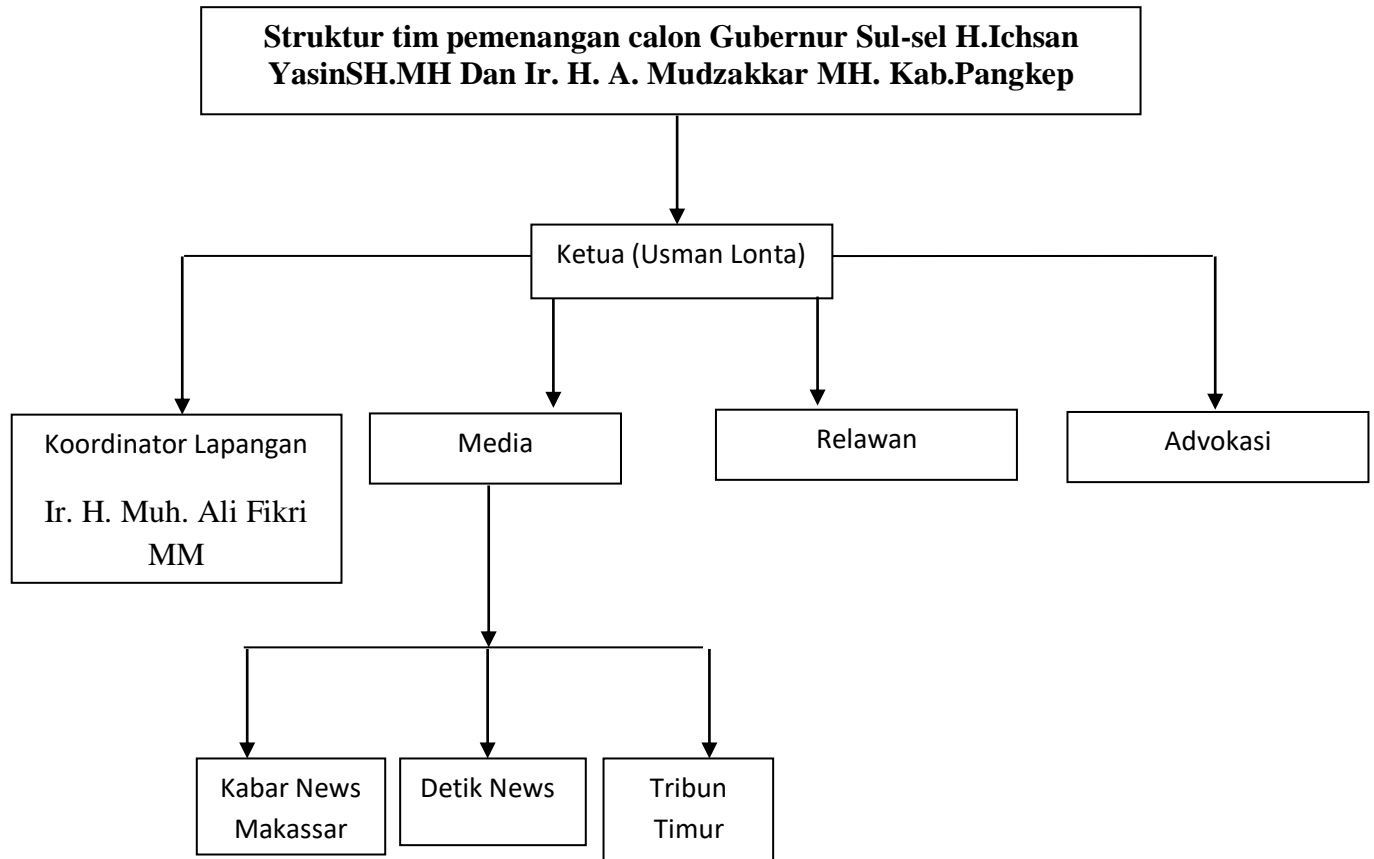 Struktur tim pemenangan calon Gubernur Sul-sel H.Ichsan
YasinSH.MH Dan Ir. H. A. Mudzakkar MH. Kab.Pangkep
Ketua (Usman Lonta)
Koordinator Lapangan
Ir. H. Muh. Ali Fikri
MM
Media
Relawan
Advokasi
Kabar News
Makassar
Detik News
Tribun
Timur